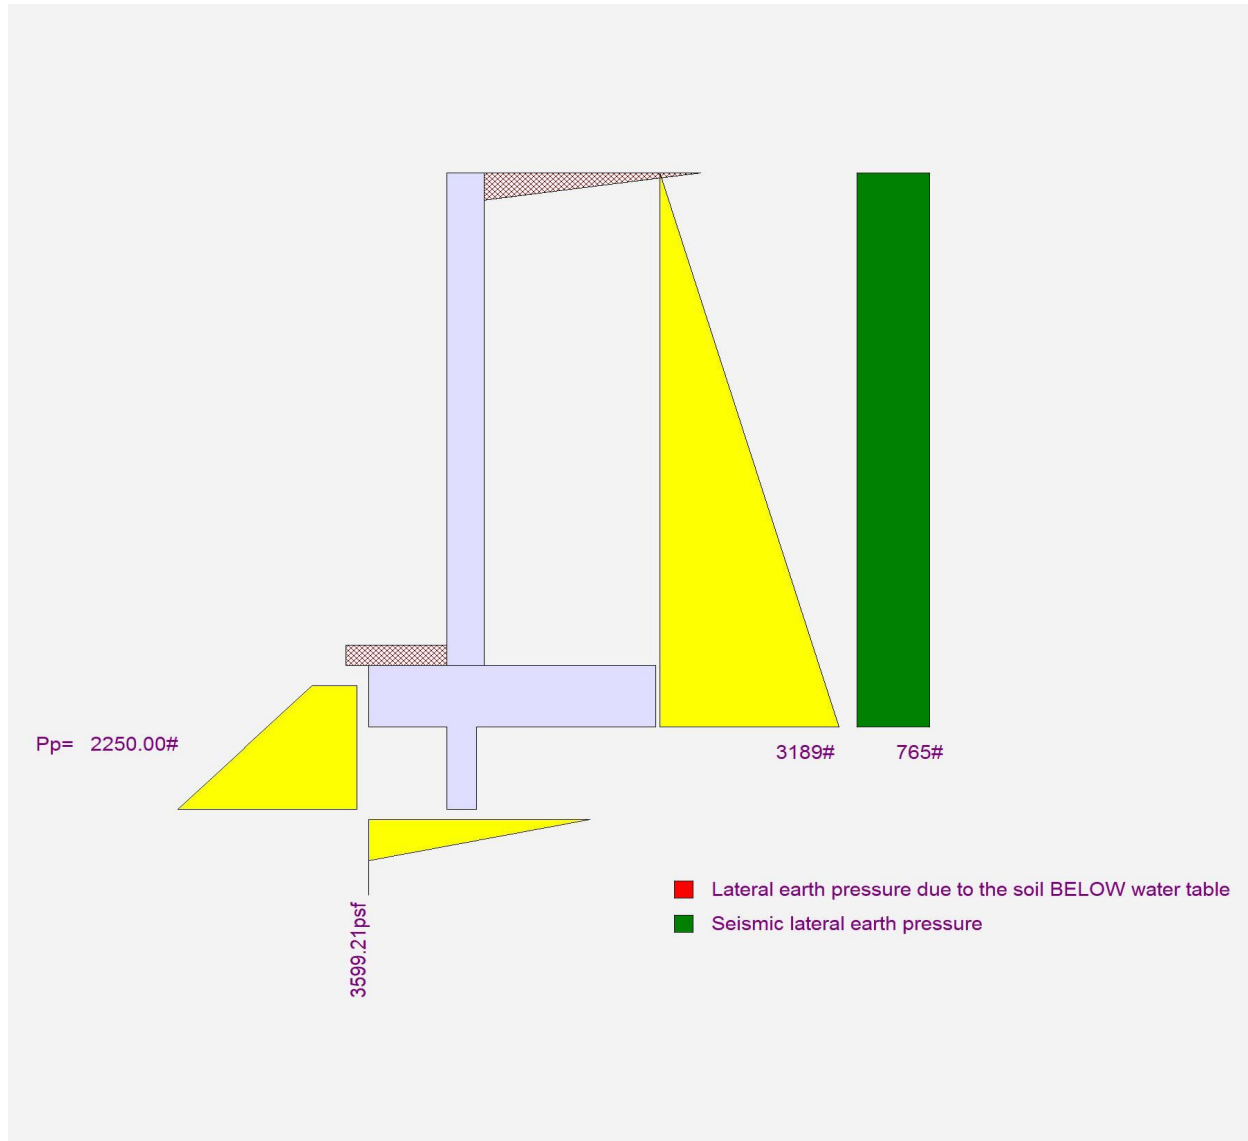 Pp=   2250.00#
3189#
765#
3599.21psf
Lateral earth pressure due to the soil BELOW water table
Seismic lateral earth pressure